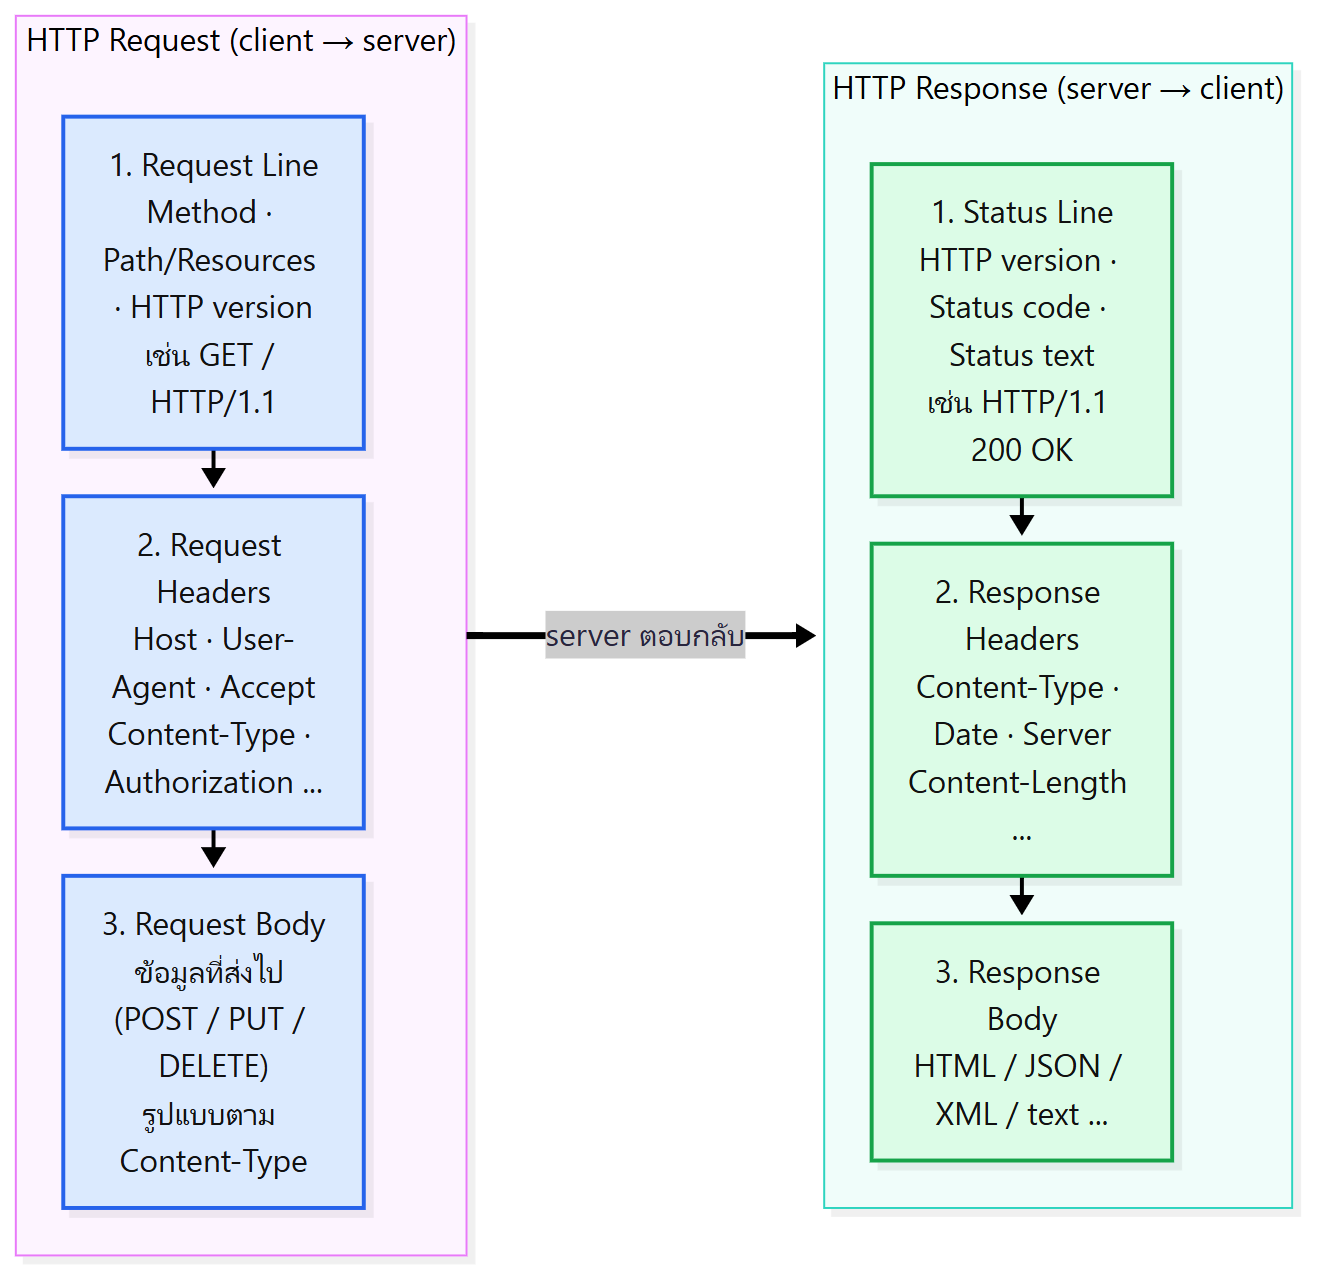 HTTP Request (client → server)
1. Request Line
Method ·
Path/Resources
· HTTP version
เช่น GET /
HTTP/1.1
2. Request
Headers
Host · User-
Agent · Accept
Content-Type ·
Authorization ...
3. Request Body
ข้อมูลที่ส่งไป
(POST / PUT /
DELETE)
รูปแบบตาม
Content-Type
server ตอบกลับ
HTTP Response (server → client)
1. Status Line
HTTP version ·
Status code ·
Status text
เช่น HTTP/1.1
200 OK
2. Response
Headers
Content-Type ·
Date · Server
Content-Length
...
3. Response
Body
HTML / JSON /
XML / text ...